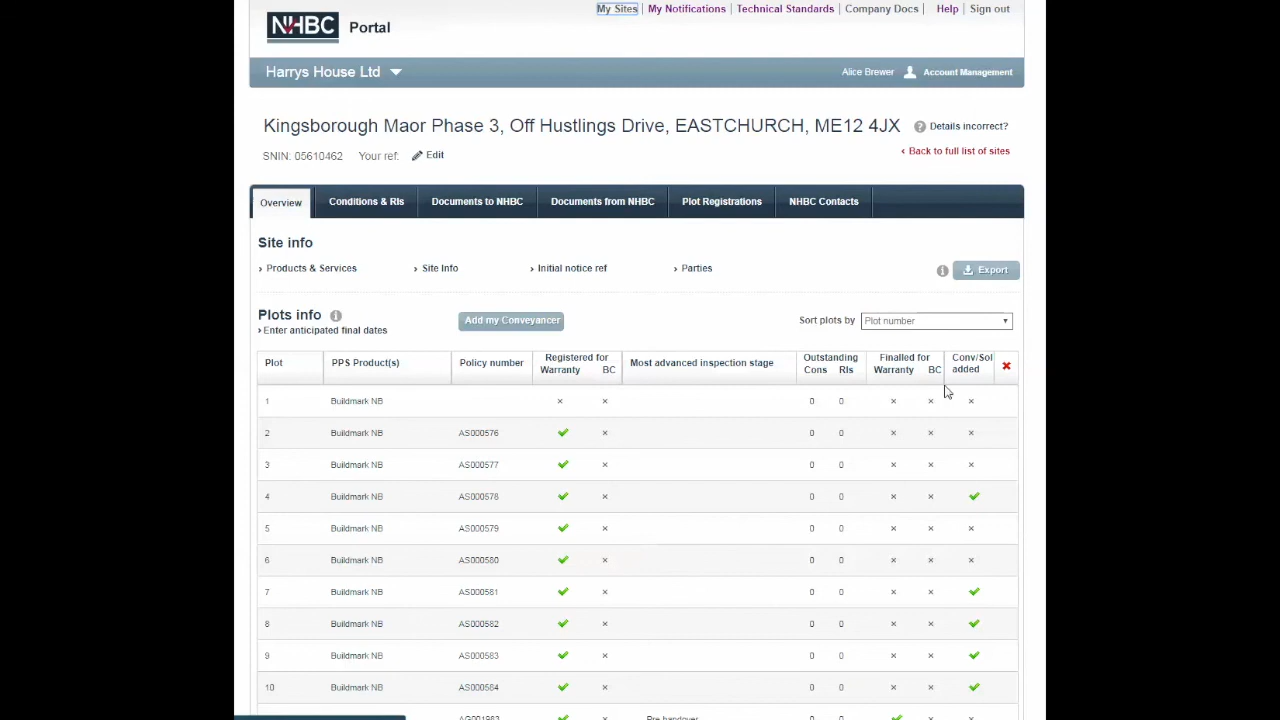 My Sites | My Notifications | Technical Standards | Company Docs | Help | Sign out
NHBC Portal
Harrys House Ltd Alice Brewer Account Management
Kingsborough Maor Phase 3, Off Hustlings Drive, EASTCHURCH, ME12 4JX ? Details incorrect?
SNIN: 05610462 Your ref: Edit ‹ Back to full list of sites
Overview Conditions & RIs Documents to NHBC Documents from NHBC Plot Registrations NHBC Contacts
Site info
› Products & Services › Site Info › Initial notice ref › Parties i Export
Plots info i
› Enter anticipated final dates Add my Conveyancer Sort plots by Plot number
Plot PPS Product(s) Policy number Registered for Warranty BC Most advanced inspection stage Outstanding Cons RIs Finalled for Warranty BC Conv/Sol added ✖
1 Buildmark NB × × 0 0 × × ×
2 Buildmark NB AS000576 ✔ × 0 0 × × ×
3 Buildmark NB AS000577 ✔ × 0 0 × × ×
4 Buildmark NB AS000578 ✔ × 0 0 × × ✔
5 Buildmark NB AS000579 ✔ × 0 0 × × ×
6 Buildmark NB AS000580 ✔ × 0 0 × × ×
7 Buildmark NB AS000581 ✔ × 0 0 × × ✔
8 Buildmark NB AS000582 ✔ × 0 0 × × ✔
9 Buildmark NB AS000583 ✔ × 0 0 × × ✔
10 Buildmark NB AS000584 ✔ × 0 0 × × ✔
Pre handover